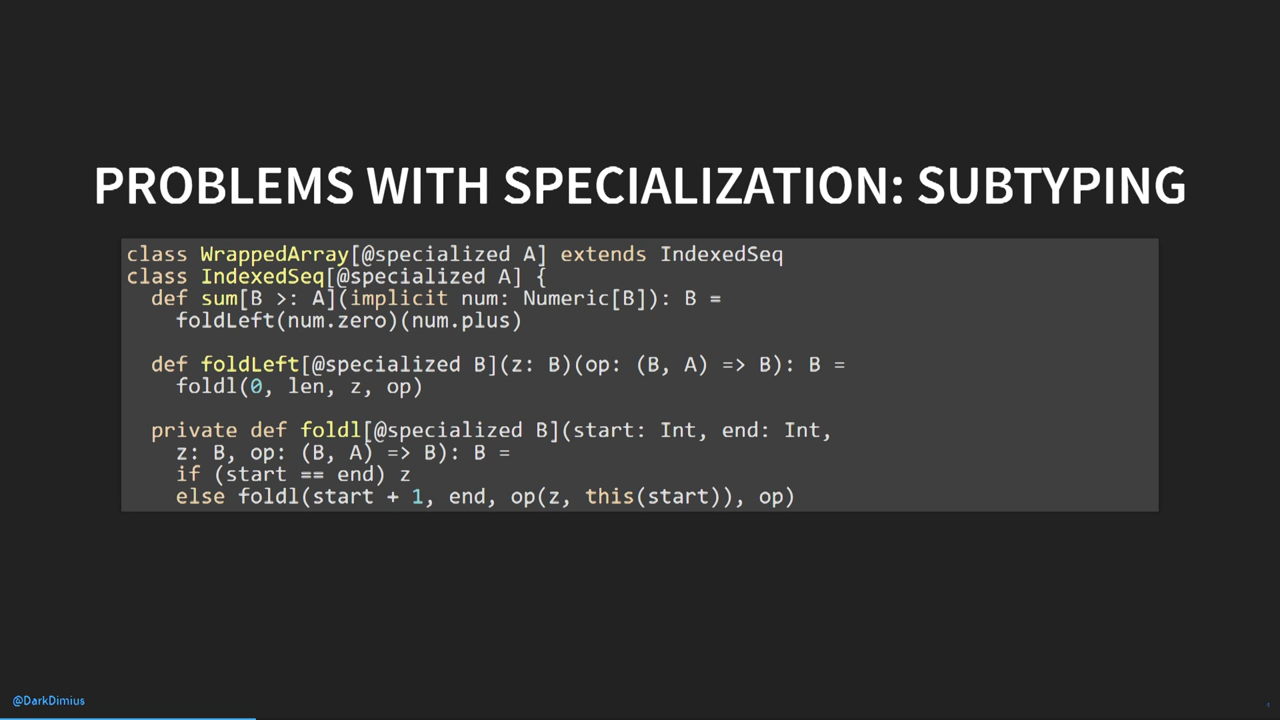 PROBLEMS WITH SPECIALIZATION: SUBTYPING
class WrappedArray[@specialized A] extends IndexedSeq
class IndexedSeq[@specialized A] {
  def sum[B >: A](implicit num: Numeric[B]): B =
    foldLeft(num.zero)(num.plus)
  def foldLeft[@specialized B](z: B)(op: (B, A) => B): B =
    foldl(0, len, z, op)
  private def foldl[@specialized B](start: Int, end: Int,
    z: B, op: (B, A) => B): B =
    if (start == end) z
    else foldl(start + 1, end, op(z, this(start)), op)
@DarkDimius